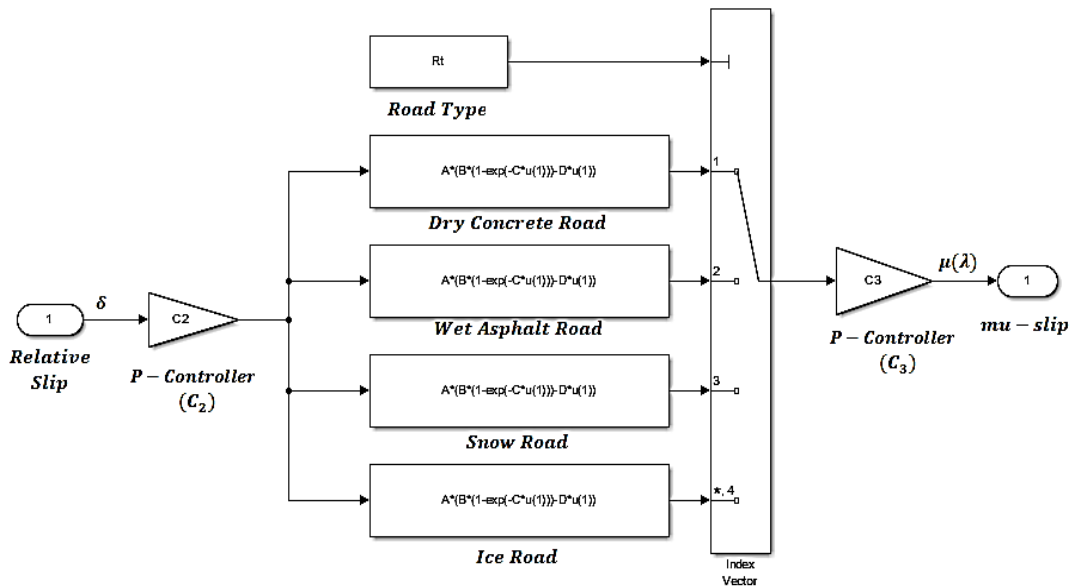 Rt
Road Type
A*(B*(1-exp(-C*u(1)))-D*u(1))
1
Dry Concrete Road
A*(B*(1-exp(-C*u(1)))-D*u(1))
2
Wet Asphalt Road
1
δ
C2
Relative
Slip
P − Controller
(C₂)
A*(B*(1-exp(-C*u(1)))-D*u(1))
3
Snow Road
A*(B*(1-exp(-C*u(1)))-D*u(1))
*, 4
Ice Road
Index
Vector
C3
μ(λ)
1
P − Controller
(C₃)
mu − slip